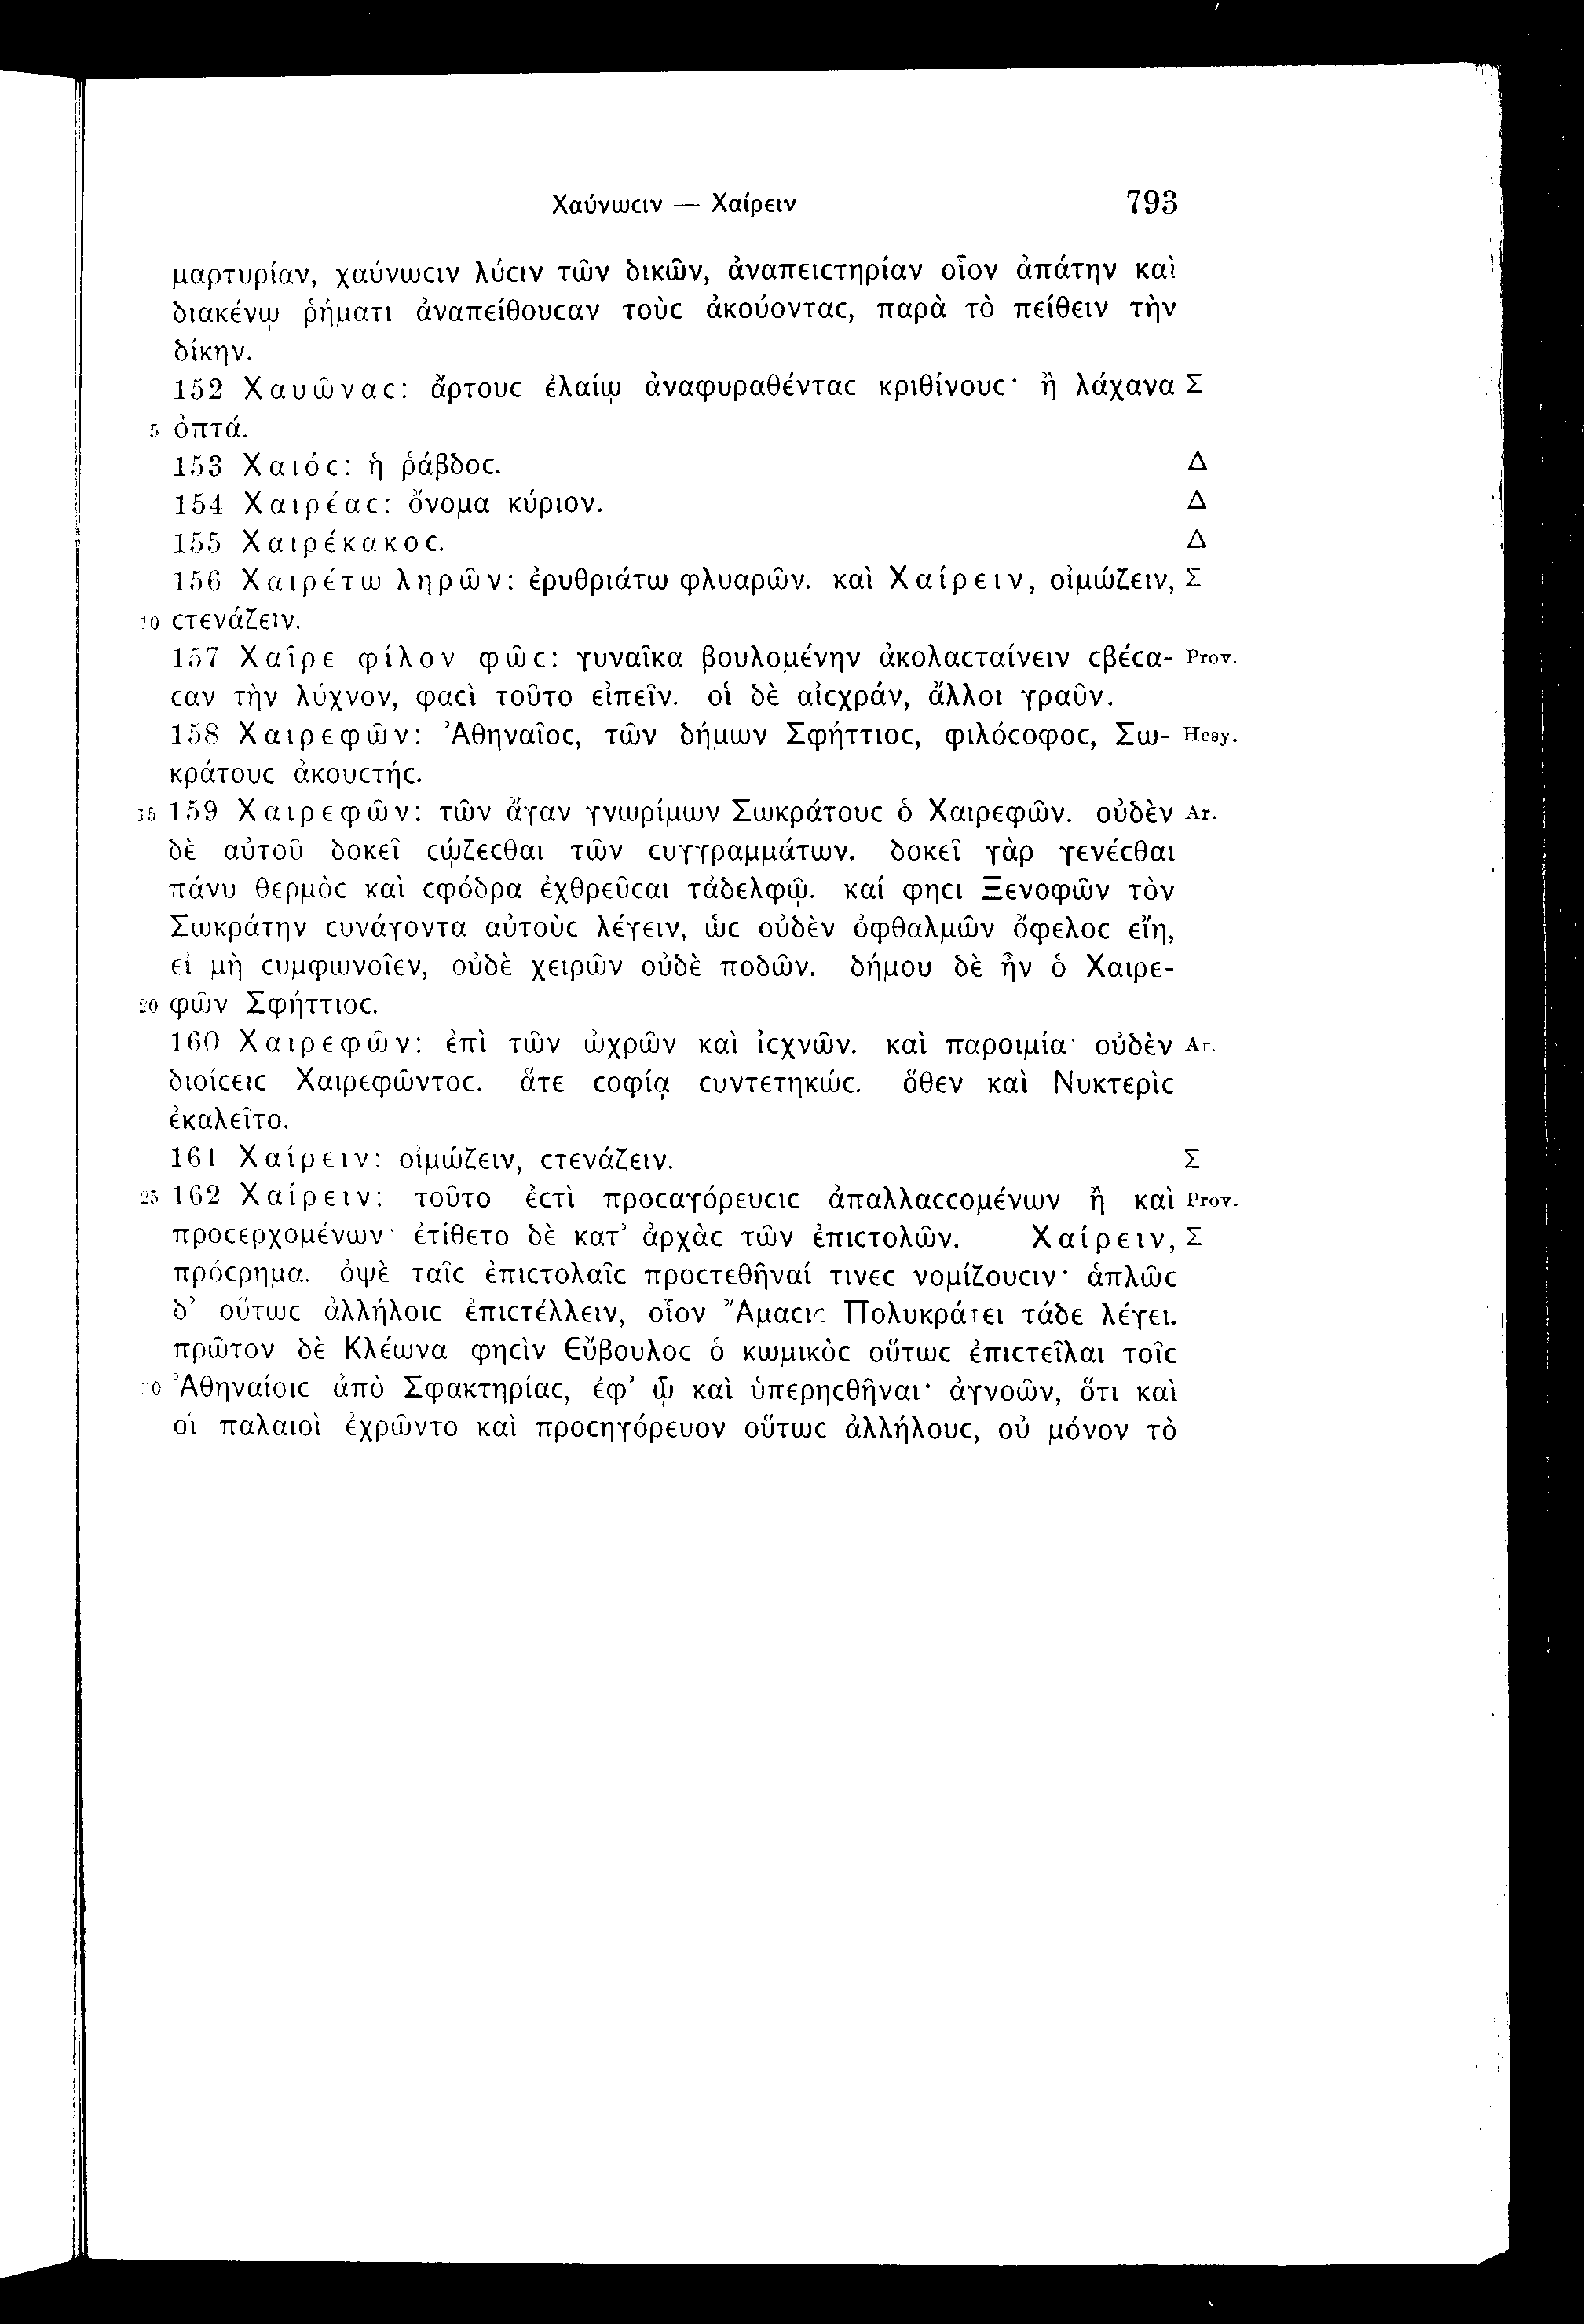 Χαύνωϲιν — Χαίρειν 793
μαρτυρίαν, χαύνωϲιν λύϲιν τῶν δικῶν, ἀναπειϲτηρίαν οἷον ἀπάτην καὶ
διακένῳ ῥήματι ἀναπείθουϲαν τοὺϲ ἀκούονταϲ, παρὰ τὸ πείθειν τὴν
δίκην.
152 Χαυῶναϲ: ἄρτουϲ ἐλαίῳ ἀναφυραθένταϲ κριθίνουϲ· ἢ λάχανα Σ
5 ὀπτά.
153 Χαιόϲ: ἡ ῥάβδοϲ. Δ
154 Χαιρέαϲ: ὄνομα κύριον. Δ
155 Χαιρέκακοϲ. Δ
156 Χαιρέτω ληρῶν: ἐρυθριάτω φλυαρῶν. καὶ Χαίρειν, οἰμώζειν, Σ
10 ϲτενάζειν.
157 Χαῖρε φίλον φῶϲ: γυναῖκα βουλομένην ἀκολαϲταίνειν ϲβέϲα- Prov.
ϲαν τὴν λύχνον, φαϲὶ τοῦτο εἰπεῖν. οἱ δὲ αἰϲχράν, ἄλλοι γραῦν.
158 Χαιρεφῶν: Ἀθηναῖοϲ, τῶν δήμων Σφήττιοϲ, φιλόϲοφοϲ, Σω- Hesy.
κράτουϲ ἀκουϲτήϲ.
15 159 Χαιρεφῶν: τῶν ἄγαν γνωρίμων Σωκράτουϲ ὁ Χαιρεφῶν. οὐδὲν Ar.
δὲ αὐτοῦ δοκεῖ ϲῴζεϲθαι τῶν ϲυγγραμμάτων. δοκεῖ γὰρ γενέϲθαι
πάνυ θερμὸϲ καὶ ϲφόδρα ἐχθρεῦϲαι τἀδελφῷ. καί φηϲι Ξενοφῶν τὸν
Σωκράτην ϲυνάγοντα αὐτοὺϲ λέγειν, ὡϲ οὐδὲν ὀφθαλμῶν ὄφελοϲ εἴη,
εἰ μὴ ϲυμφωνοῖεν, οὐδὲ χειρῶν οὐδὲ ποδῶν. δήμου δὲ ἦν ὁ Χαιρε-
20 φῶν Σφήττιοϲ.
160 Χαιρεφῶν: ἐπὶ τῶν ὠχρῶν καὶ ἰϲχνῶν. καὶ παροιμία· οὐδὲν Ar.
διοίϲειϲ Χαιρεφῶντοϲ. ἅτε ϲοφίᾳ ϲυντετηκώϲ. ὅθεν καὶ Νυκτερὶϲ
ἐκαλεῖτο.
161 Χαίρειν: οἰμώζειν, ϲτενάζειν. Σ
25 162 Χαίρειν: τοῦτο ἐϲτὶ προϲαγόρευϲιϲ ἀπαλλαϲϲομένων ἢ καὶ Prov.
προϲερχομένων· ἐτίθετο δὲ κατ’ ἀρχὰϲ τῶν ἐπιϲτολῶν. Χαίρειν, Σ
πρόϲρημα. ὀψὲ ταῖϲ ἐπιϲτολαῖϲ προϲτεθῆναί τινεϲ νομίζουϲιν· ἁπλῶϲ
δ’ οὕτωϲ ἀλλήλοιϲ ἐπιϲτέλλειν, οἷον Ἄμαϲιϲ Πολυκράτει τάδε λέγει.
πρῶτον δὲ Κλέωνα φηϲὶν Εὔβουλοϲ ὁ κωμικὸϲ οὕτωϲ ἐπιϲτεῖλαι τοῖϲ
30 Ἀθηναίοιϲ ἀπὸ Σφακτηρίαϲ, ἐφ’ ᾧ καὶ ὑπερηϲθῆναι· ἀγνοῶν, ὅτι καὶ
οἱ παλαιοὶ ἐχρῶντο καὶ προϲηγόρευον οὕτωϲ ἀλλήλουϲ, οὐ μόνον τὸ